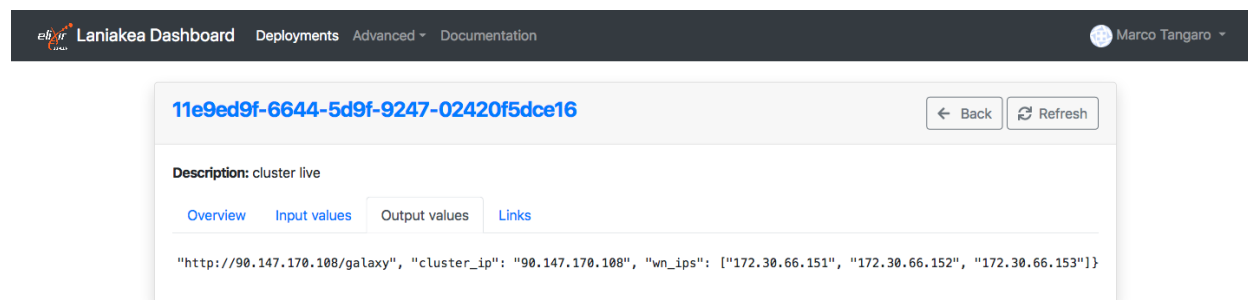 elixir Laniakea Dashboard Deployments Advanced Documentation Marco Tangaro
11e9ed9f-6644-5d9f-9247-02420f5dce16 Back Refresh
Description: cluster live
Overview Input values Output values Links
"http://90.147.170.108/galaxy", "cluster_ip": "90.147.170.108", "wn_ips": ["172.30.66.151", "172.30.66.152", "172.30.66.153"]}